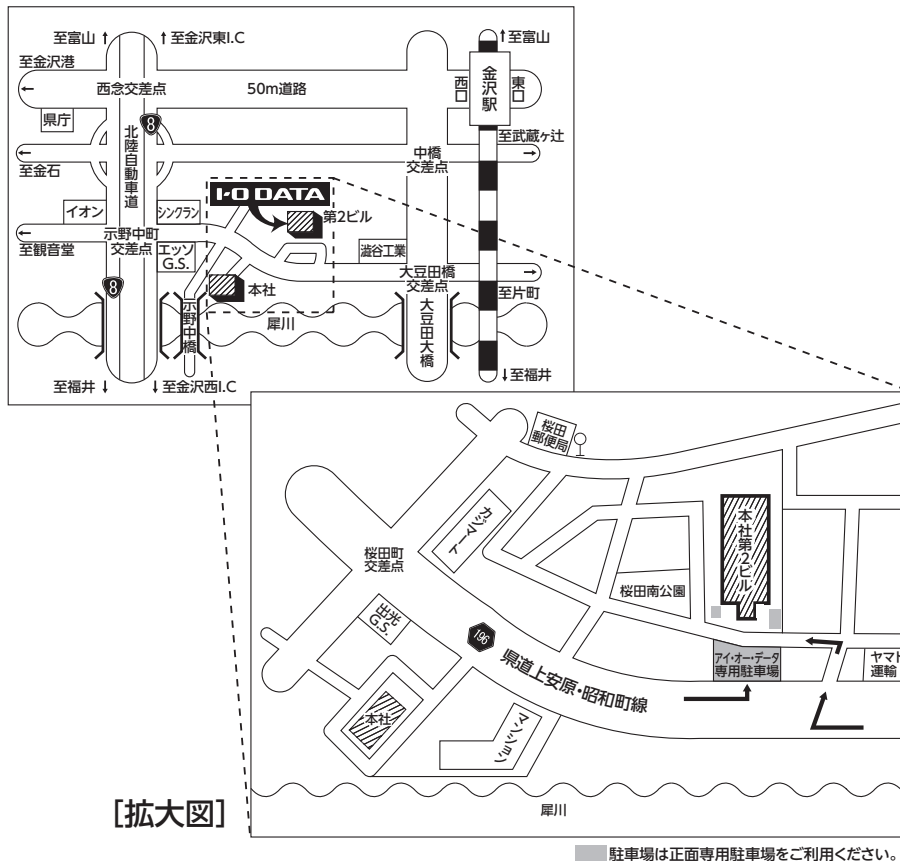 至富山
至金沢東I.C
至富山
至金沢港
西念交差点
50m道路
西口
金沢駅
東口
県庁
8
北陸自動車道
至武蔵ヶ辻
中橋
交差点
至金石
I-O DATA
イオン
シンクラン
第2ビル
示野中町
交差点
至観音堂
エッソ
G.S.
澁谷工業
大豆田橋
交差点
8
本社
至片町
示野中橋
犀川
大豆田大橋
至福井
至金沢西I.C
至福井
桜田
郵便局
カジマート
本社第2ビル
桜田町
交差点
桜田南公園
出光
G.S.
196
県道上安原・昭和町線
アイ・オー・データ
専用駐車場
ヤマト
運輸
本社
マンション
[拡大図]
犀川
駐車場は正面専用駐車場をご利用ください。